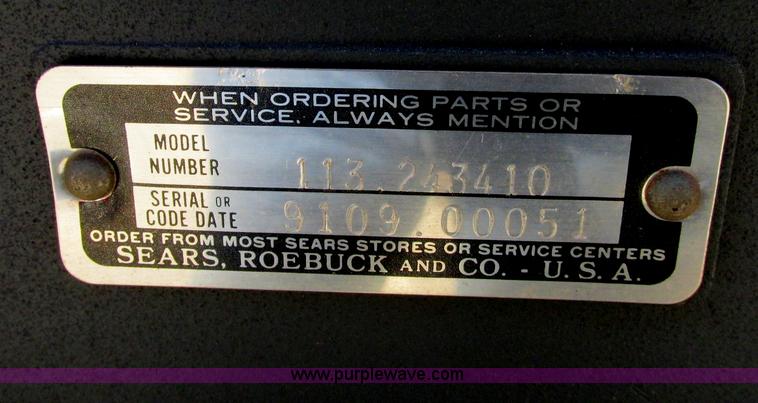 WHEN ORDERING PARTS OR
SERVICE, ALWAYS MENTION
MODEL
NUMBER
113.243410
SERIAL OR
CODE DATE
9109.00051
ORDER FROM MOST SEARS STORES OR SERVICE CENTERS
SEARS, ROEBUCK AND CO. - U.S.A.
www.purplewave.com